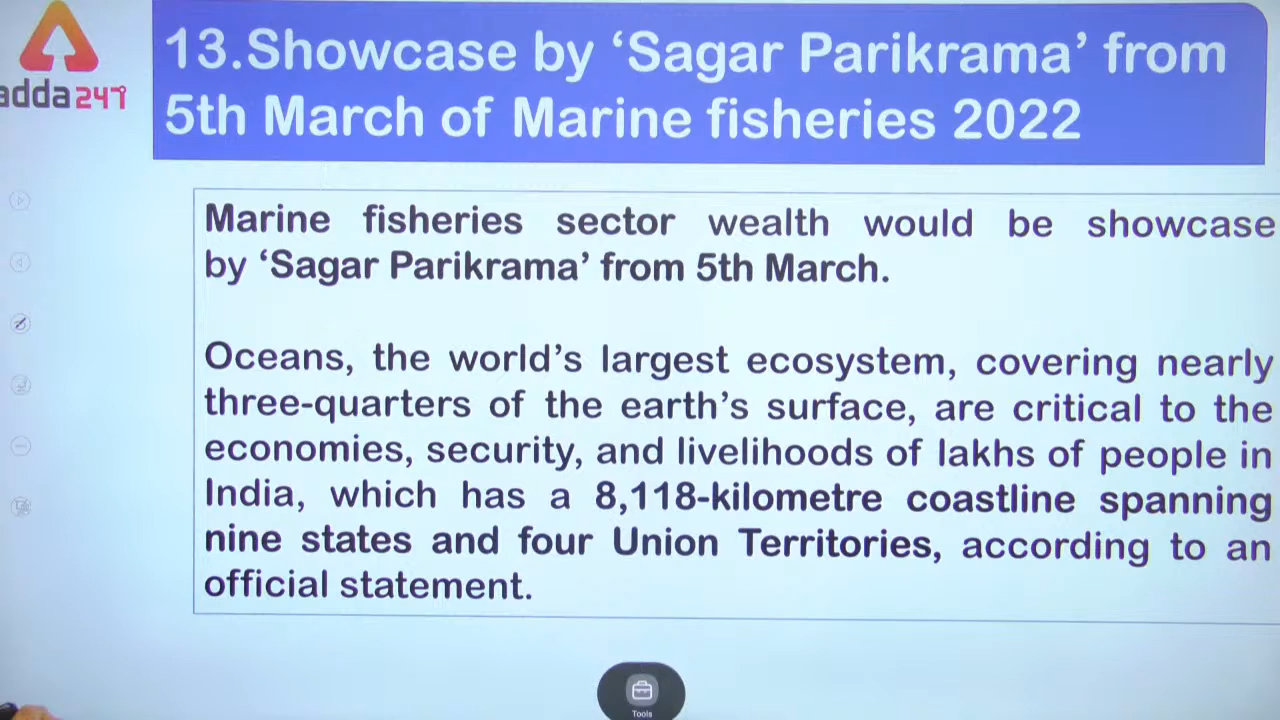 adda247
13.Showcase by ‘Sagar Parikrama’ from
5th March of Marine fisheries 2022
Marine fisheries sector wealth would be showcase
by ‘Sagar Parikrama’ from 5th March.
Oceans, the world’s largest ecosystem, covering nearly
three-quarters of the earth’s surface, are critical to the
economies, security, and livelihoods of lakhs of people in
India, which has a 8,118-kilometre coastline spanning
nine states and four Union Territories, according to an
official statement.
Tools